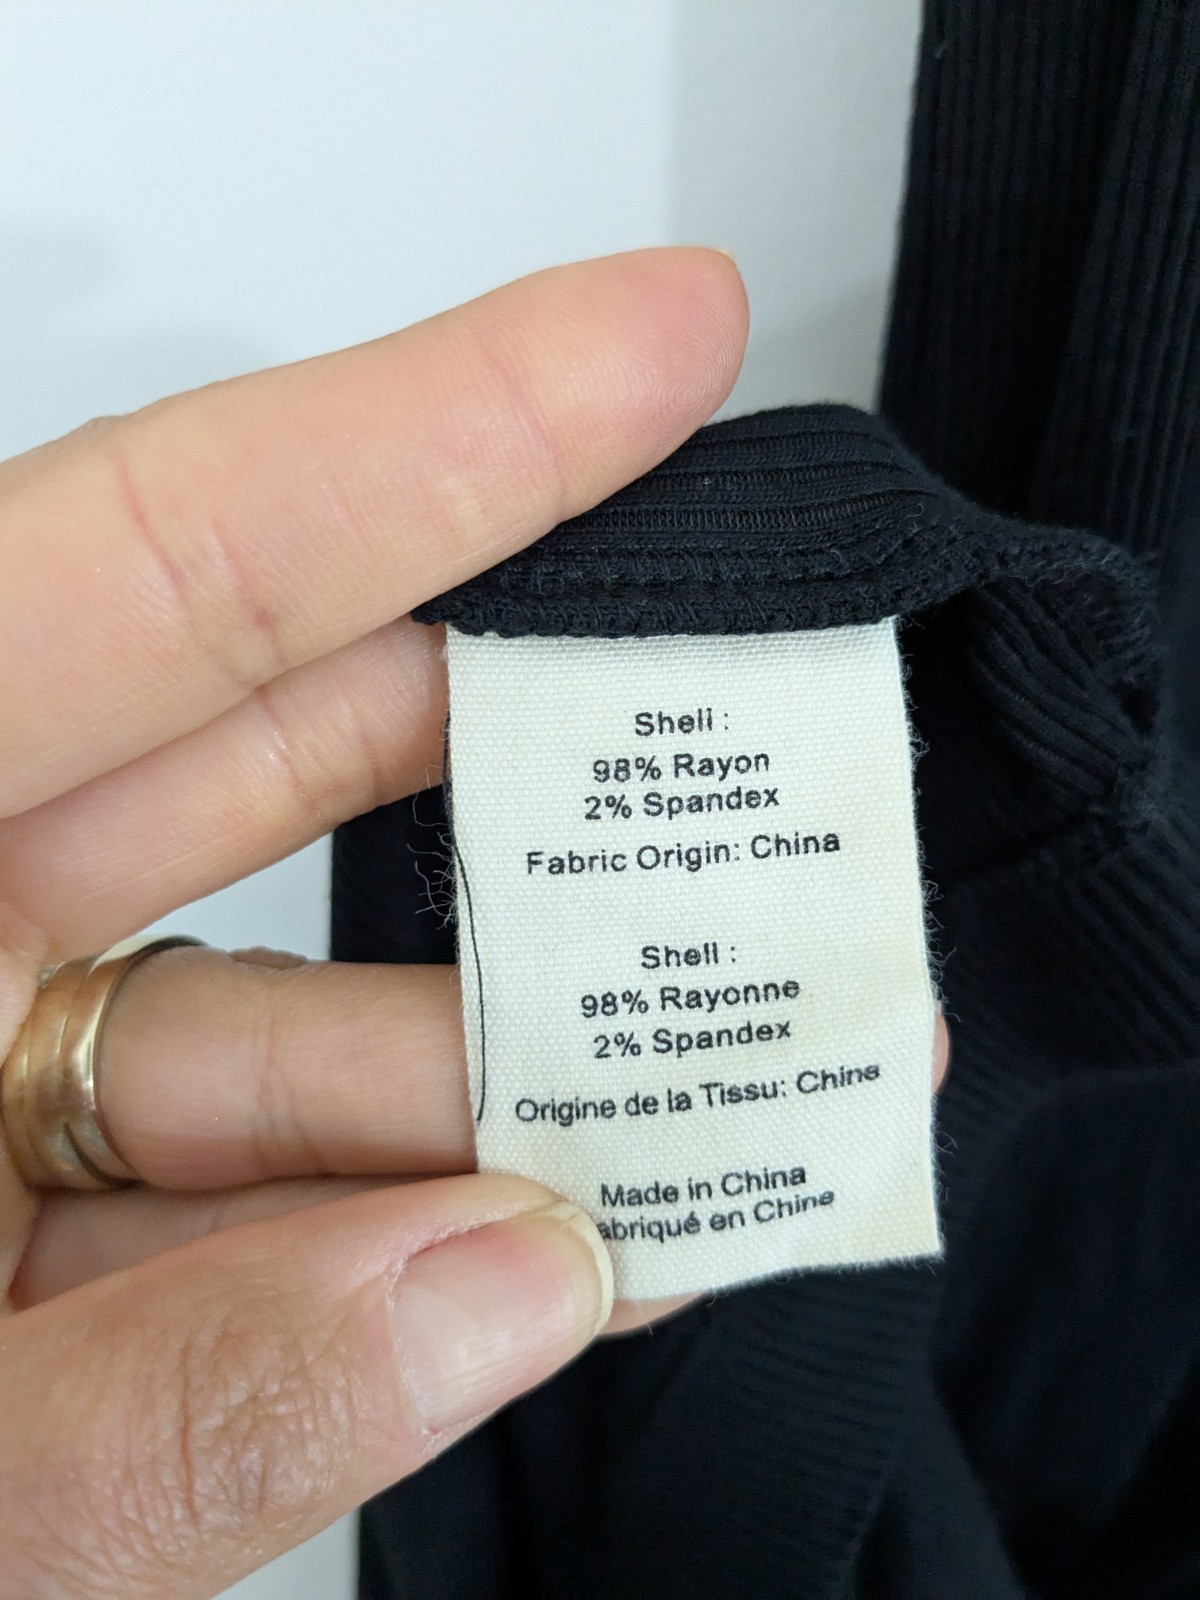 Shell :
98% Rayon
2% Spandex
Fabric Origin: China
Shell :
98% Rayonne
2% Spandex
Origine de la Tissu: Chine
Made in China
abriqué en Chine